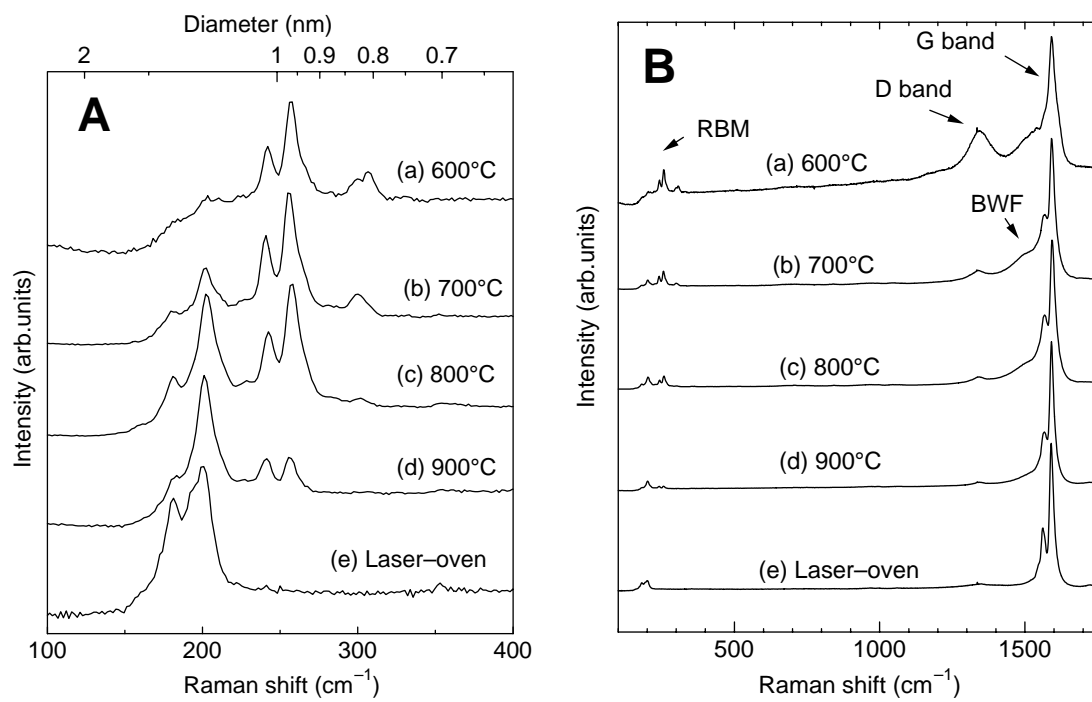 Diameter (nm)
2 1 0.9 0.8 0.7
A
(a) 600°C
(b) 700°C
(c) 800°C
(d) 900°C
(e) Laser–oven
Intensity (arb.units)
100 200 300 400
Raman shift (cm⁻¹)
B
G band
D band
RBM
(a) 600°C
BWF
(b) 700°C
(c) 800°C
(d) 900°C
(e) Laser–oven
Intensity (arb.units)
500 1000 1500
Raman shift (cm⁻¹)